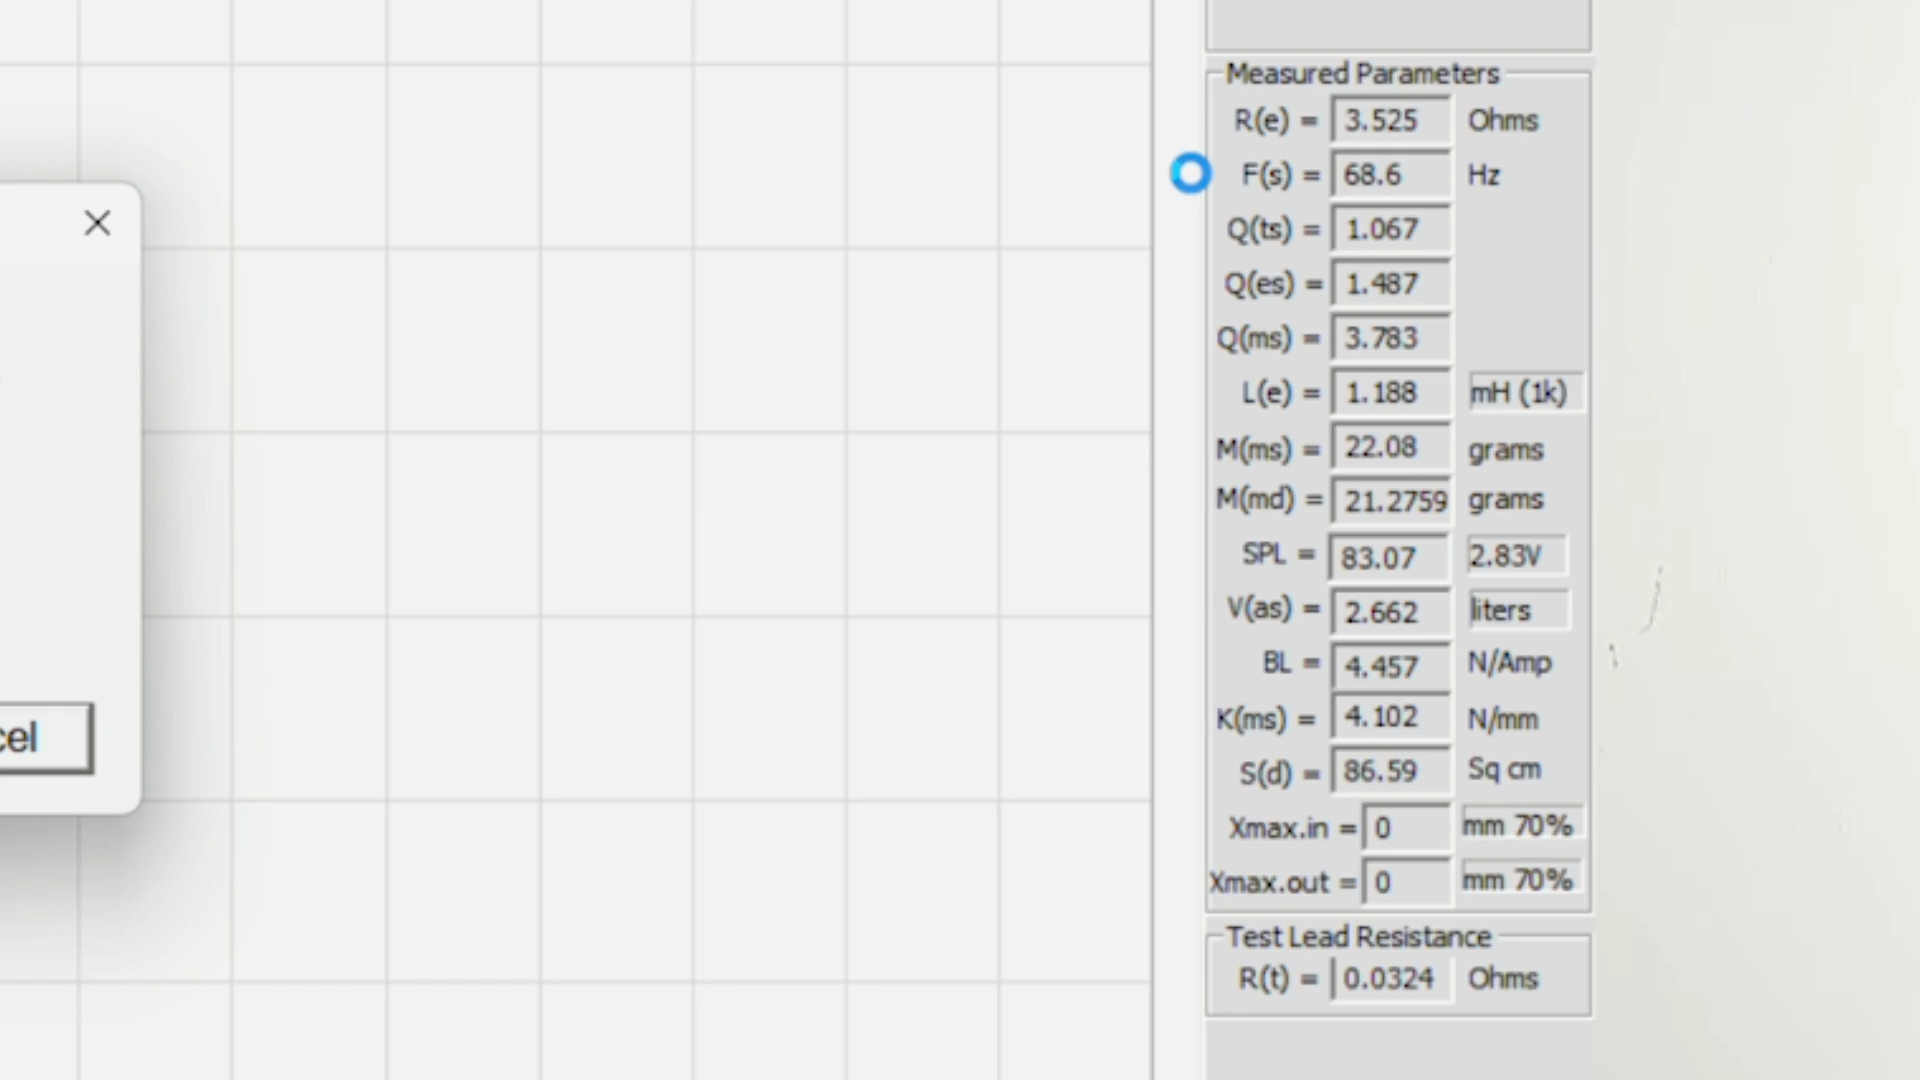 Measured Parameters
R(e) = 3.525 Ohms
F(s) = 68.6 Hz
Q(ts) = 1.067
Q(es) = 1.487
Q(ms) = 3.783
L(e) = 1.188 mH (1k)
M(ms) = 22.08 grams
M(md) = 21.2759 grams
SPL = 83.07 2.83V
V(as) = 2.662 liters
BL = 4.457 N/Amp
K(ms) = 4.102 N/mm
cel
S(d) = 86.59 Sq cm
Xmax.in = 0 mm 70%
Xmax.out = 0 mm 70%
Test Lead Resistance
R(t) = 0.0324 Ohms